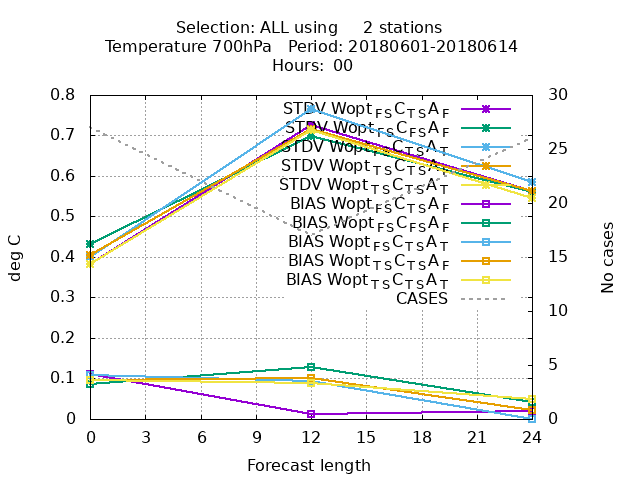 Selection: ALL using 2 stations
Temperature 700hPa Period: 20180601-20180614
Hours: 00
0.8
0.7
0.6
0.5
0.4
0.3
0.2
0.1
0
30
25
20
15
10
5
0
deg C
No cases
STDV Wopt FS C TS A F
STDV Wopt FS C FS A F
STDV Wopt FS C TS A T
STDV Wopt TS C TS A F
STDV Wopt TS C TS A T
BIAS Wopt FS C TS A F
BIAS Wopt FS C FS A F
BIAS Wopt FS C TS A T
BIAS Wopt TS C TS A F
BIAS Wopt TS C TS A T
CASES
0 3 6 9 12 15 18 21 24
Forecast length